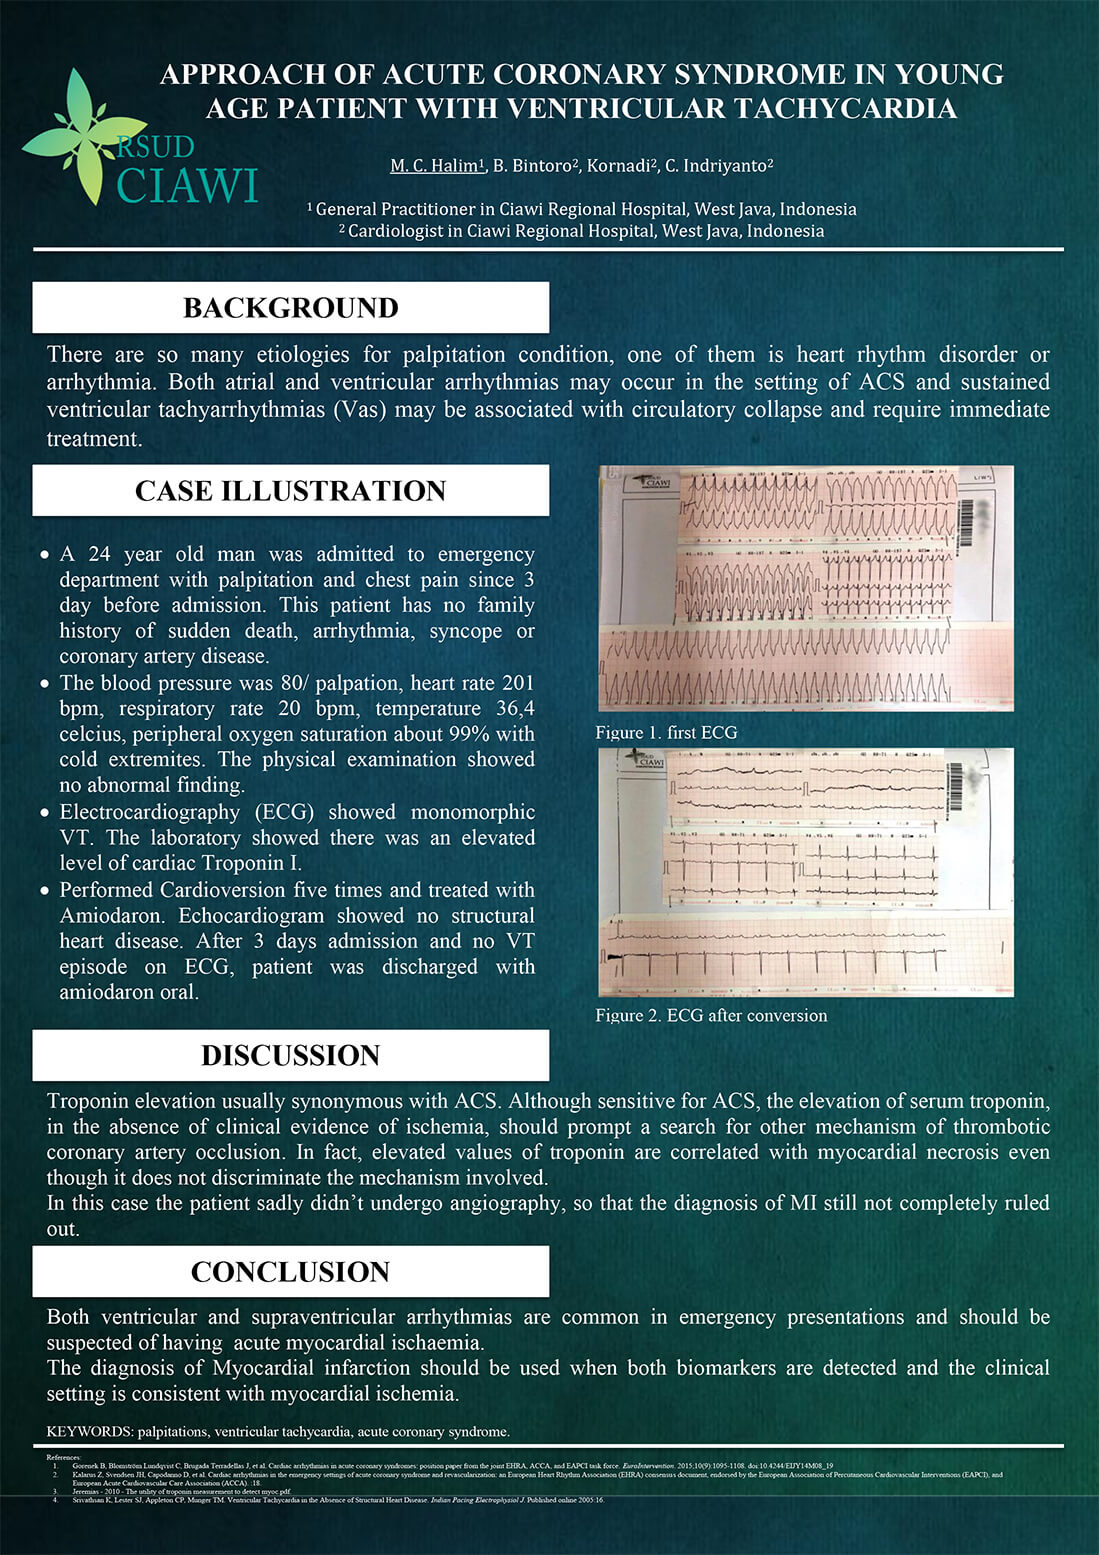 APPROACH OF ACUTE CORONARY SYNDROME IN YOUNG
AGE PATIENT WITH VENTRICULAR TACHYCARDIA
RSUD
CIAWI
M. C. Halim¹, B. Bintoro², Kornadi², C. Indriyanto²
¹ General Practitioner in Ciawi Regional Hospital, West Java, Indonesia
² Cardiologist in Ciawi Regional Hospital, West Java, Indonesia
BACKGROUND
There are so many etiologies for palpitation condition, one of them is heart rhythm disorder or
arrhythmia. Both atrial and ventricular arrhythmias may occur in the setting of ACS and sustained
ventricular tachyarrhythmias (Vas) may be associated with circulatory collapse and require immediate
treatment.
CASE ILLUSTRATION
• A 24 year old man was admitted to emergency
department with palpitation and chest pain since 3
day before admission. This patient has no family
history of sudden death, arrhythmia, syncope or
coronary artery disease.
• The blood pressure was 80/ palpation, heart rate 201
bpm, respiratory rate 20 bpm, temperature 36,4
celcius, peripheral oxygen saturation about 99% with
cold extremites. The physical examination showed
no abnormal finding.
• Electrocardiography (ECG) showed monomorphic
VT. The laboratory showed there was an elevated
level of cardiac Troponin I.
• Performed Cardioversion five times and treated with
Amiodaron. Echocardiogram showed no structural
heart disease. After 3 days admission and no VT
episode on ECG, patient was discharged with
amiodaron oral.
CIAWI
Figure 1. first ECG
CIAWI
Figure 2. ECG after conversion
DISCUSSION
Troponin elevation usually synonymous with ACS. Although sensitive for ACS, the elevation of serum troponin,
in the absence of clinical evidence of ischemia, should prompt a search for other mechanism of thrombotic
coronary artery occlusion. In fact, elevated values of troponin are correlated with myocardial necrosis even
though it does not discriminate the mechanism involved.
In this case the patient sadly didn't undergo angiography, so that the diagnosis of MI still not completely ruled
out.
CONCLUSION
Both ventricular and supraventricular arrhythmias are common in emergency presentations and should be
suspected of having acute myocardial ischaemia.
The diagnosis of Myocardial infarction should be used when both biomarkers are detected and the clinical
setting is consistent with myocardial ischemia.
KEYWORDS: palpitations, ventricular tachycardia, acute coronary syndrome.
References:
1. Gorenek B, Blomström Lundqvist C, Brugada Terradellas J, et al. Cardiac arrhythmias in acute coronary syndromes: position paper from the joint EHRA, ACCA, and EAPCI task force. EuroIntervention. 2015;10(9):1095-1108. doi:10.4244/EIJY14M08_19
2. Kalarus Z, Svendsen JH, Capodanno D, et al. Cardiac arrhythmias in the emergency settings of acute coronary syndrome and revascularization: an European Heart Rhythm Association (EHRA) consensus document, endorsed by the European Association of Percutaneous Cardiovascular Interventions (EAPCI), and
European Acute Cardiovascular Care Association (ACCA). :18.
3. Jeremias - 2010 - The utility of troponin measurement to detect myoc.pdf.
4. Srivathsan K, Lester SJ, Appleton CP, Munger TM. Ventricular Tachycardia in the Absence of Structural Heart Disease. Indian Pacing Electrophysiol J. Published online 2005:16.